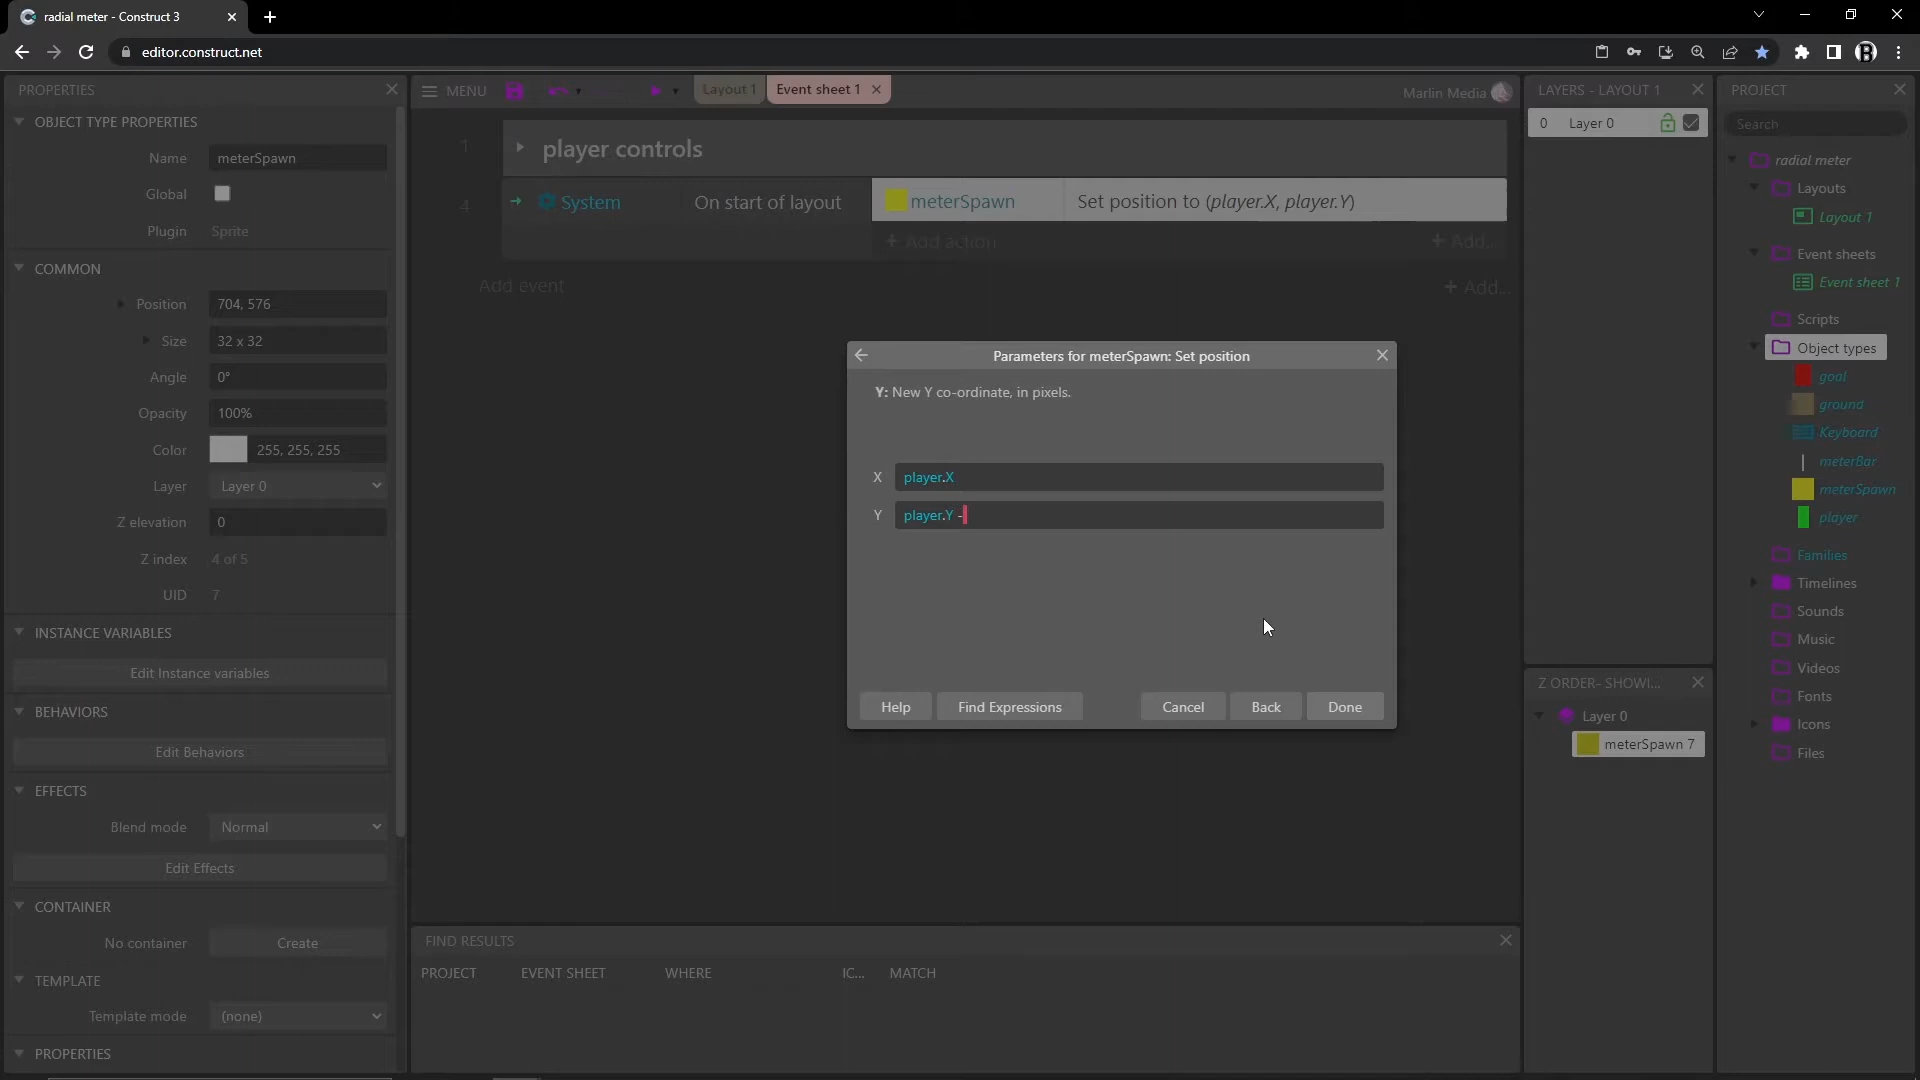 radial meter - Construct 3
editor.construct.net
PROPERTIES
OBJECT TYPE PROPERTIES
Name meterSpawn
Global
Plugin Sprite
COMMON
Position 704, 576
Size 32 x 32
Angle 0°
Opacity 100%
Color 255, 255, 255
Layer Layer 0
Z elevation 0
Z index 4 of 5
UID 7
INSTANCE VARIABLES
Edit Instance variables
BEHAVIORS
Edit Behaviors
EFFECTS
Blend mode Normal
Edit Effects
CONTAINER
No container Create
TEMPLATE
Template mode (none)
PROPERTIES
MENU
Layout 1
Event sheet 1
Marlin Media
1 player controls
4 System On start of layout meterSpawn Set position to (player.X, player.Y)
+ Add action + Add...
Add event + Add...
Parameters for meterSpawn: Set position
Y: New Y co-ordinate, in pixels.
X player.X
Y player.Y -
Help Find Expressions Cancel Back Done
FIND RESULTS
PROJECT EVENT SHEET WHERE IC... MATCH
LAYERS - LAYOUT 1
0 Layer 0
Z ORDER- SHOWI...
Layer 0
meterSpawn 7
PROJECT
Search
radial meter
Layouts
Layout 1
Event sheets
Event sheet 1
Scripts
Object types
goal
ground
Keyboard
meterBar
meterSpawn
player
Families
Timelines
Sounds
Music
Videos
Fonts
Icons
Files